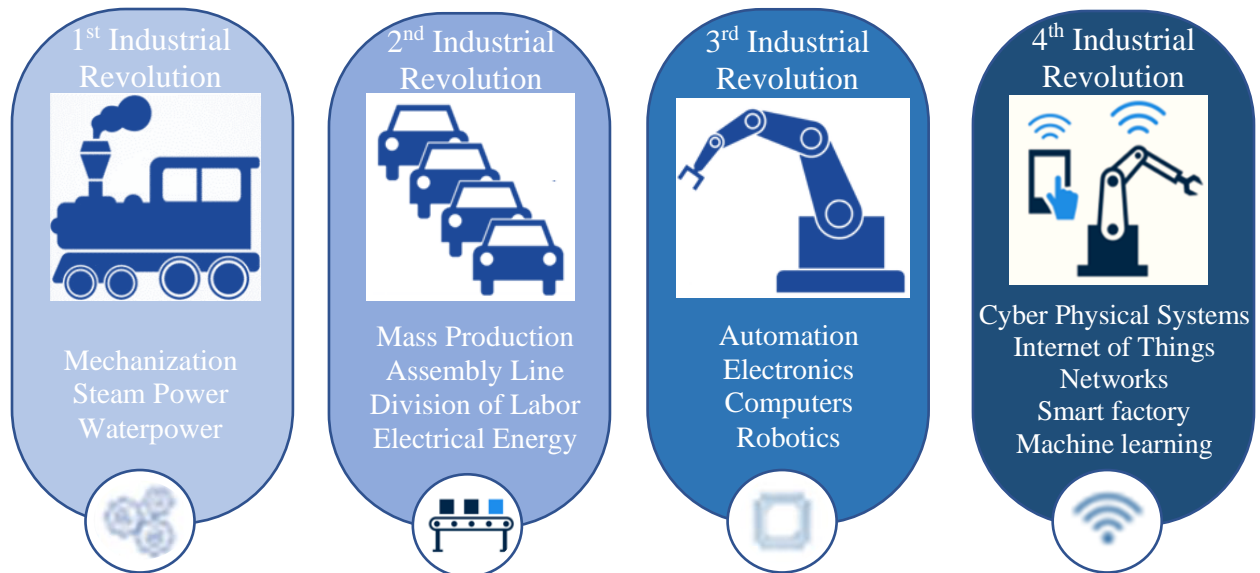 1st Industrial
Revolution
Mechanization
Steam Power
Waterpower
2nd Industrial
Revolution
Mass Production
Assembly Line
Division of Labor
Electrical Energy
3rd Industrial
Revolution
Automation
Electronics
Computers
Robotics
4th Industrial
Revolution
Cyber Physical Systems
Internet of Things
Networks
Smart factory
Machine learning